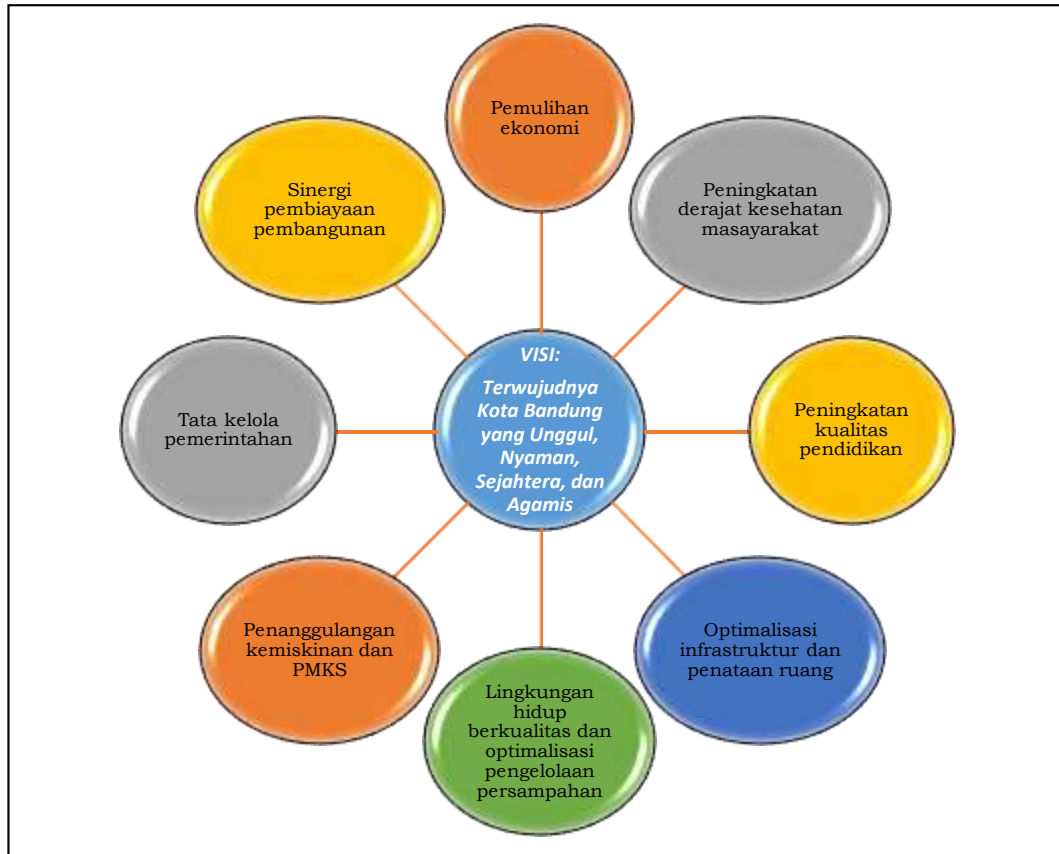 Pemulihan
ekonomi
Peningkatan
derajat kesehatan
masayarakat
Peningkatan
kualitas
pendidikan
Optimalisasi
infrastruktur dan
penataan ruang
Lingkungan
hidup
berkualitas dan
optimalisasi
pengelolaan
persampahan
Penanggulangan
kemiskinan dan
PMKS
Tata kelola
pemerintahan
Sinergi
pembiayaan
pembangunan
VISI:
Terwujudnya
Kota Bandung
yang Unggul,
Nyaman,
Sejahtera, dan
Agamis